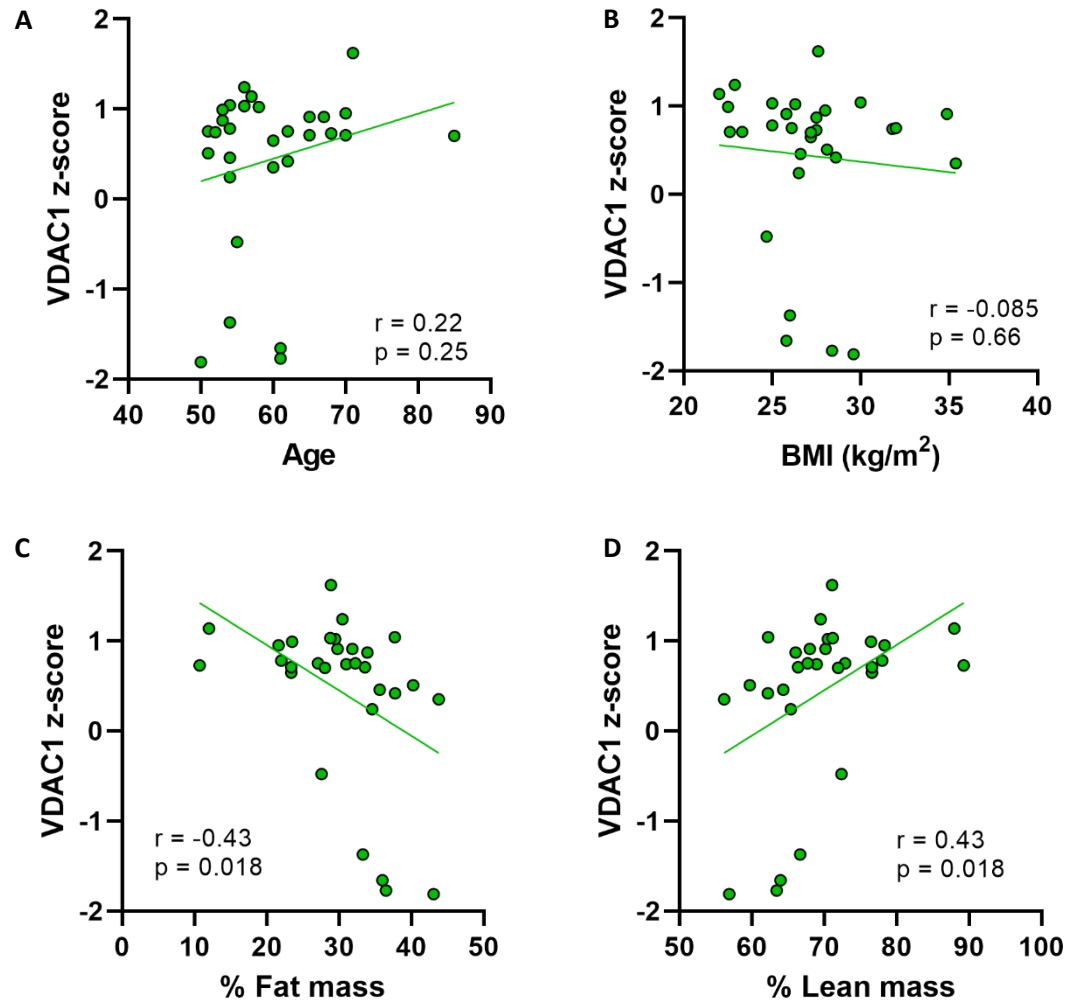 A
VDAC1 z-score
2
1
0
-1
-2
40 50 60 70 80 90
Age
r = 0.22
p = 0.25
B
VDAC1 z-score
2
1
0
-1
-2
20 25 30 35 40
BMI (kg/m²)
r = -0.085
p = 0.66
C
VDAC1 z-score
2
1
0
-1
-2
0 10 20 30 40 50
% Fat mass
r = -0.43
p = 0.018
D
VDAC1 z-score
2
1
0
-1
-2
50 60 70 80 90 100
% Lean mass
r = 0.43
p = 0.018